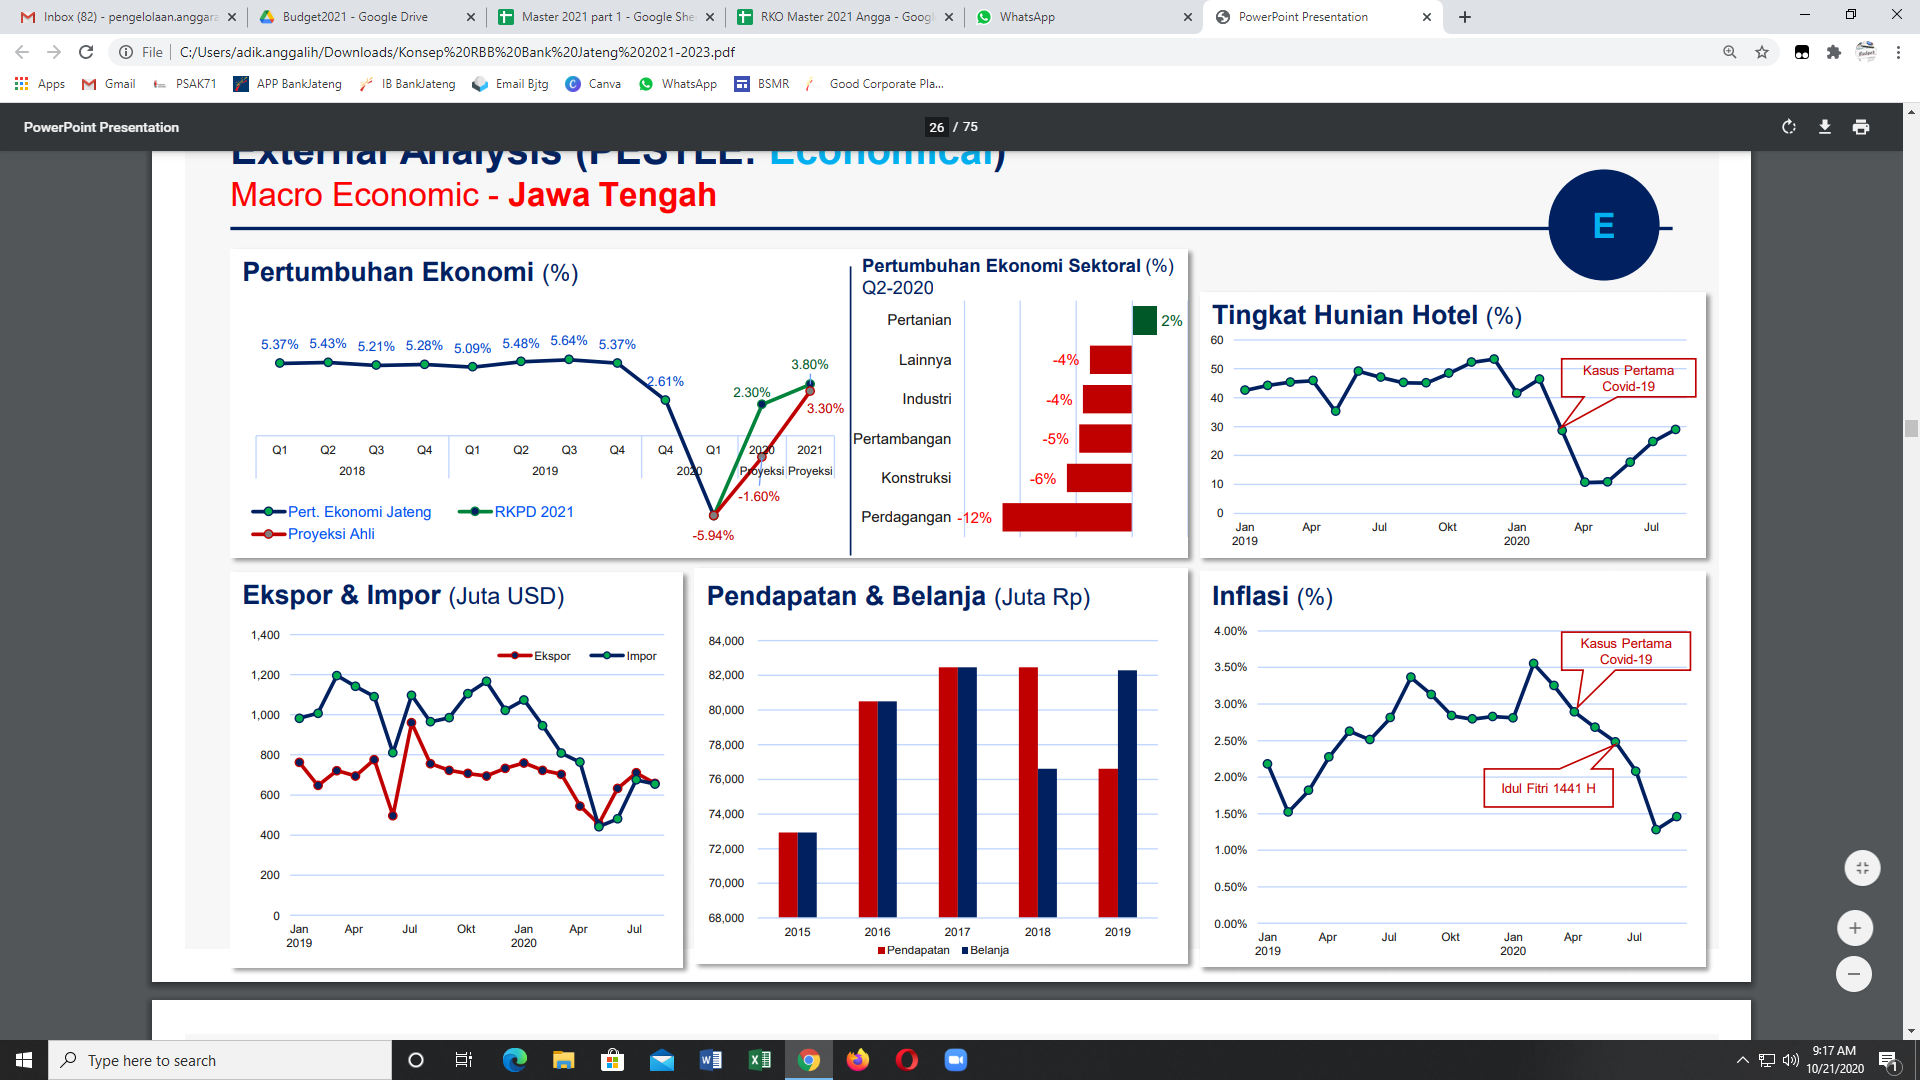 Inbox (82) - pengelolaan.anggara
Budget2021 - Google Drive
Master 2021 part 1 - Google She
RKO Master 2021 Angga - Googl
WhatsApp
PowerPoint Presentation
File
C:/Users/adik.anggalih/Downloads/Konsep%20RBB%20Bank%20Jateng%202021-2023.pdf
Apps
Gmail
PSAK71
APP BankJateng
IB BankJateng
Email Bjtg
Canva
WhatsApp
BSMR
Good Corporate Pla...
PowerPoint Presentation
26 / 75
External Analysis (PESTLE: Economical)
Macro Economic - Jawa Tengah
E
Pertumbuhan Ekonomi (%)
5.37% 5.43% 5.21% 5.28% 5.09% 5.48% 5.64% 5.37%
2.61%
-5.94%
2.30%
3.80%
-1.60%
3.30%
Q1 Q2 Q3 Q4 Q1 Q2 Q3 Q4 Q4 Q1 2020 2021
2018 2019 2020 Proyeksi Proyeksi
Pert. Ekonomi Jateng
RKPD 2021
Proyeksi Ahli
Pertumbuhan Ekonomi Sektoral (%)
Q2-2020
Pertanian 2%
Lainnya -4%
Industri -4%
Pertambangan -5%
Konstruksi -6%
Perdagangan -12%
Tingkat Hunian Hotel (%)
60
50
40
30
20
10
0
Kasus Pertama
Covid-19
Jan Apr Jul Okt Jan Apr Jul
2019 2020
Ekspor & Impor (Juta USD)
1,400
1,200
1,000
800
600
400
200
0
Ekspor Impor
Jan Apr Jul Okt Jan Apr Jul
2019 2020
Pendapatan & Belanja (Juta Rp)
84,000
82,000
80,000
78,000
76,000
74,000
72,000
70,000
68,000
2015 2016 2017 2018 2019
Pendapatan Belanja
Inflasi (%)
4.00%
3.50%
3.00%
2.50%
2.00%
1.50%
1.00%
0.50%
0.00%
Kasus Pertama
Covid-19
Idul Fitri 1441 H
Jan Apr Jul Okt Jan Apr Jul
2019 2020
Type here to search
9:17 AM
10/21/2020
1